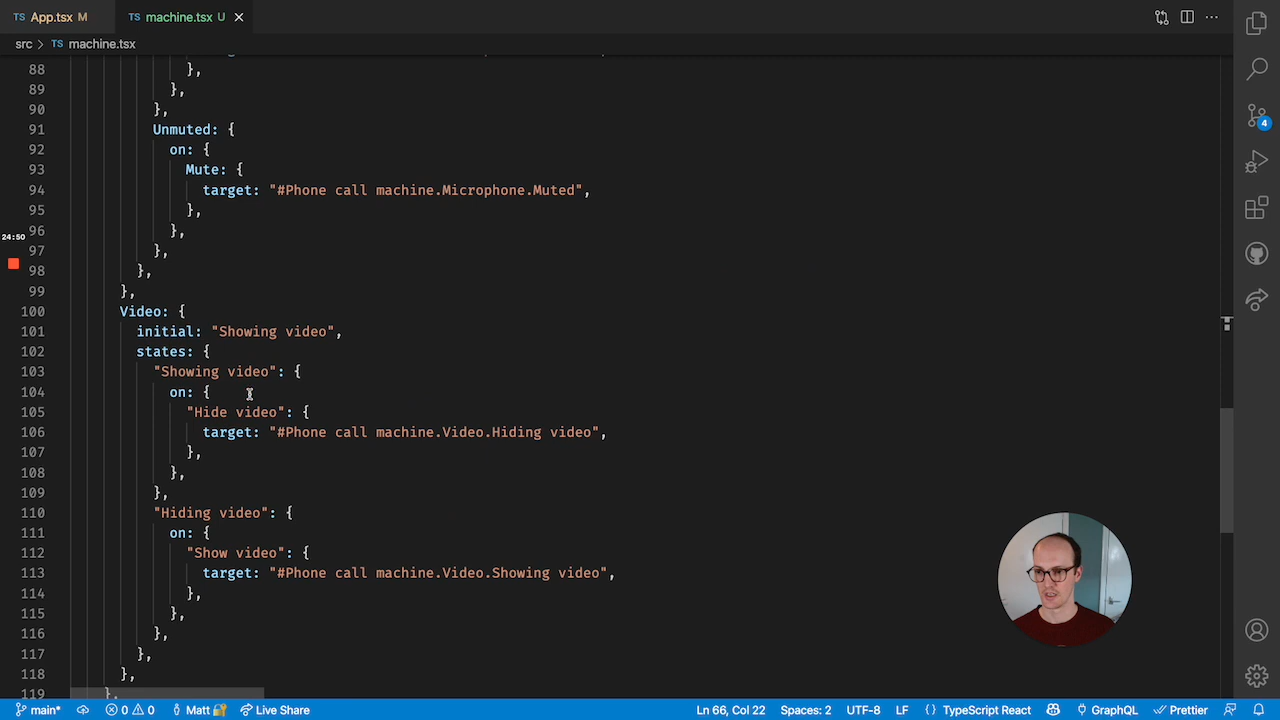 TS App.tsx M
TS machine.tsx U
src > TS machine.tsx
88 },
89 },
90 },
91 Unmuted: {
92 on: {
93 Mute: {
94 target: "#Phone call machine.Microphone.Muted",
95 },
96 },
97 },
98 },
99 },
100 Video: {
101 initial: "Showing video",
102 states: {
103 "Showing video": {
104 on: {
105 "Hide video": {
106 target: "#Phone call machine.Video.Hiding video",
107 },
108 },
109 },
110 "Hiding video": {
111 on: {
112 "Show video": {
113 target: "#Phone call machine.Video.Showing video",
114 },
115 },
116 },
117 },
118 },
119 },
24:50
4
main* 0 0 Matt Live Share Ln 66, Col 22 Spaces: 2 UTF-8 LF {} TypeScript React GraphQL Prettier